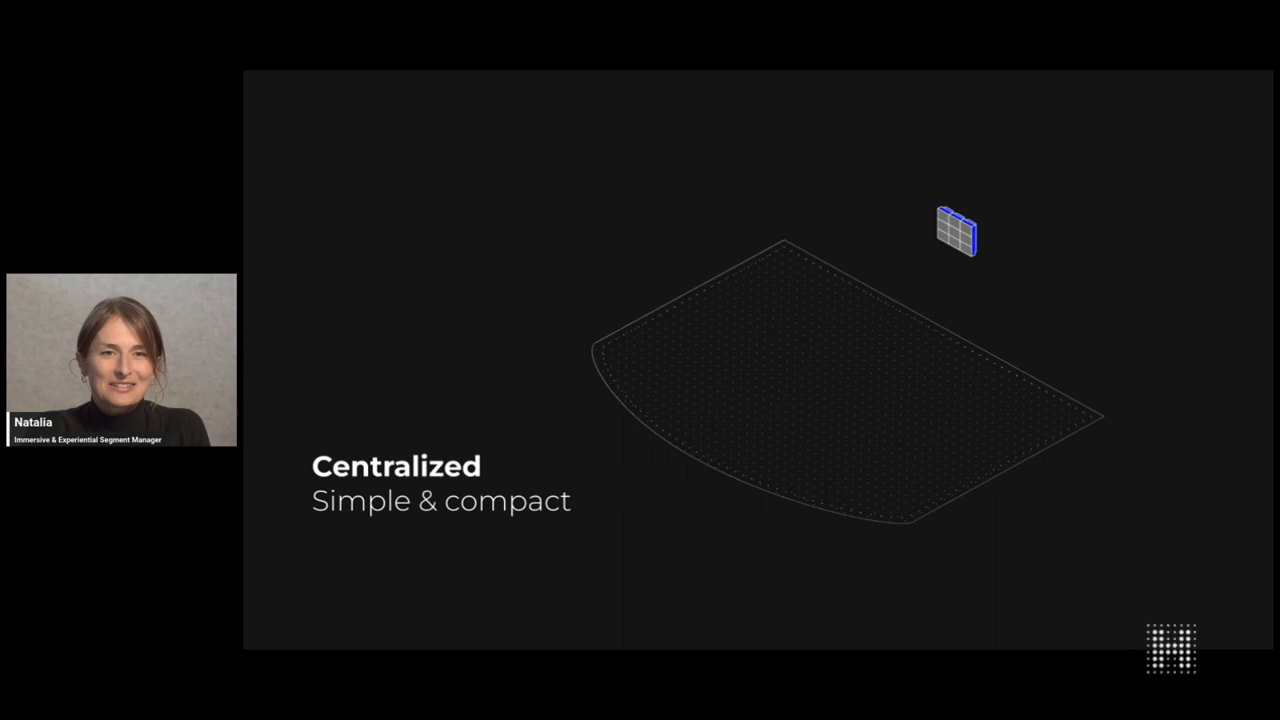 Natalia
Immersive & Experiential Segment Manager
Centralized
Simple & compact
H